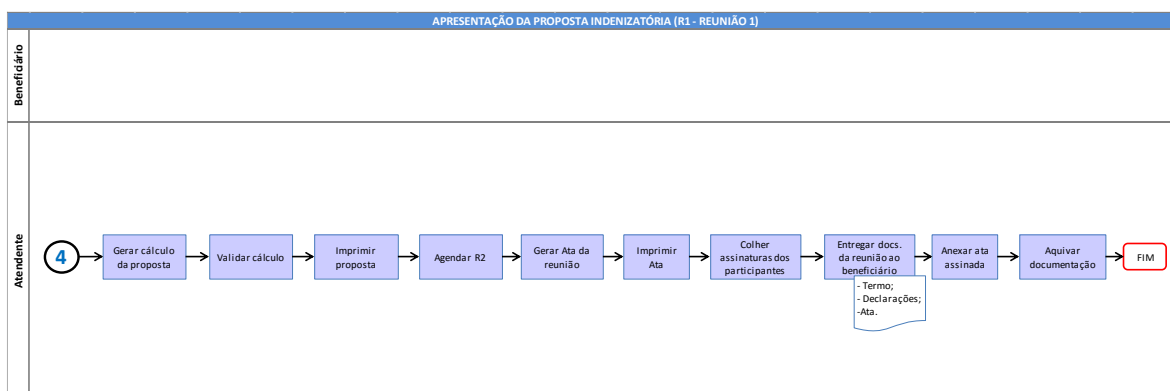 APRESENTAÇÃO DA PROPOSTA INDENIZATÓRIA (R1 - REUNIÃO 1)
Beneficiário
Atendente
4
Gerar cálculo
da proposta
Validar cálculo
Imprimir
proposta
Agendar R2
Gerar Ata da
reunião
Imprimir
Ata
Colher
assinaturas dos
participantes
Entregar docs.
da reunião ao
beneficiário
- Termo;
- Declarações;
-Ata.
Anexar ata
assinada
Aquivar
documentação
FIM